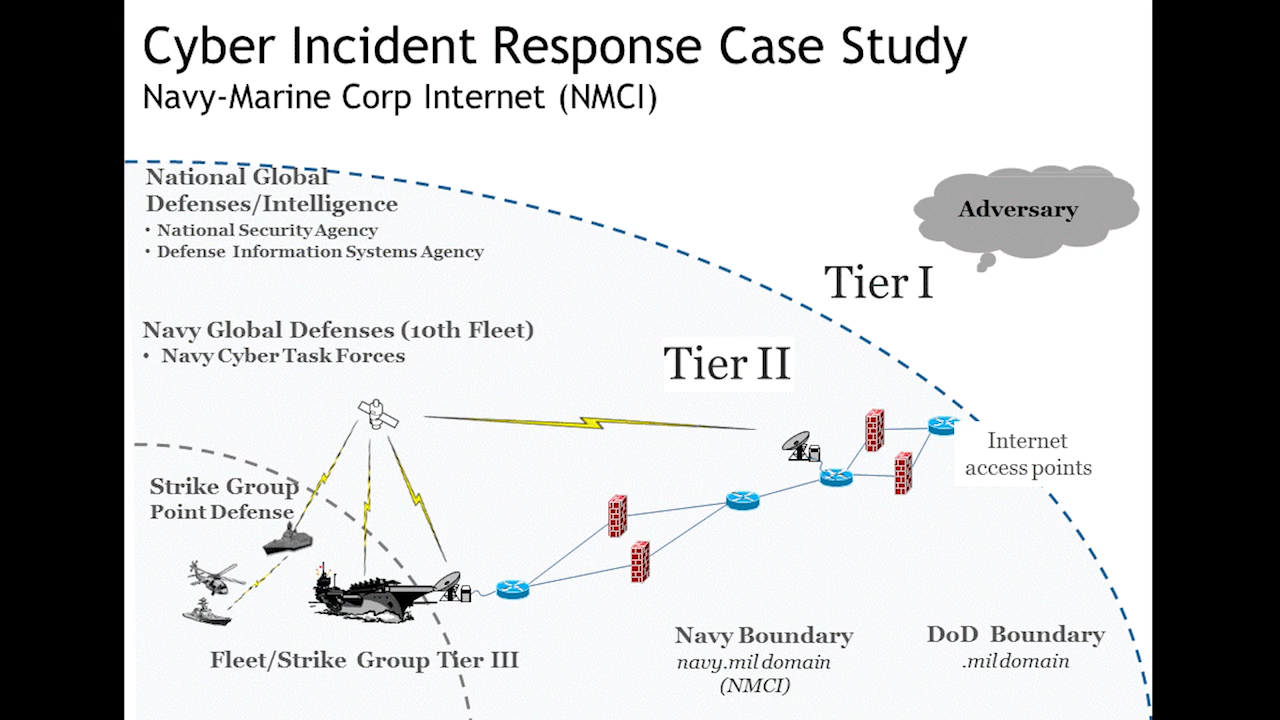 Cyber Incident Response Case Study
Navy-Marine Corp Internet (NMCI)
National Global
Defenses/Intelligence
• National Security Agency
• Defense Information Systems Agency
Adversary
Tier I
Navy Global Defenses (10th Fleet)
• Navy Cyber Task Forces
Tier II
Internet
access points
Strike Group
Point Defense
Fleet/Strike Group Tier III
Navy Boundary
navy.mil domain
(NMCI)
DoD Boundary
.mil domain